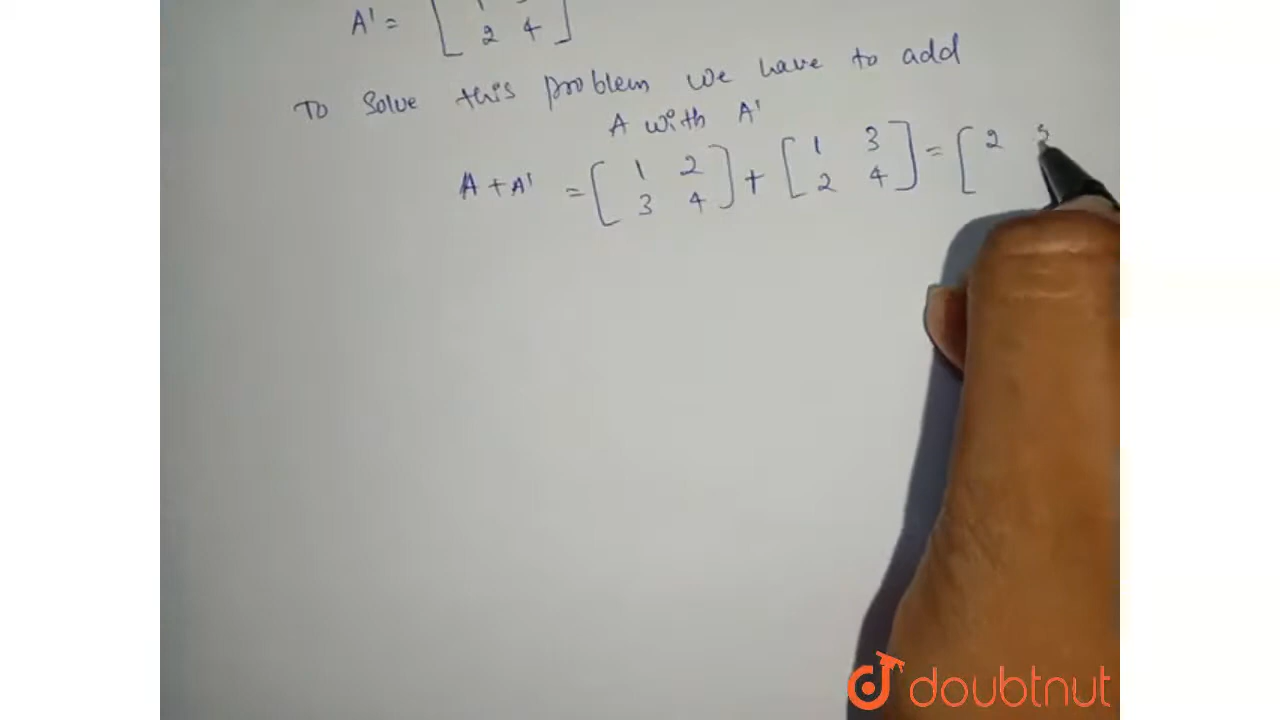 A' = [ 1
2 4 ]
To solve this problem we have to add
A with A'
A + A' = [ 1 2 ] + [ 1 3 ] = [ 2
3 4 2 4
doubtnut